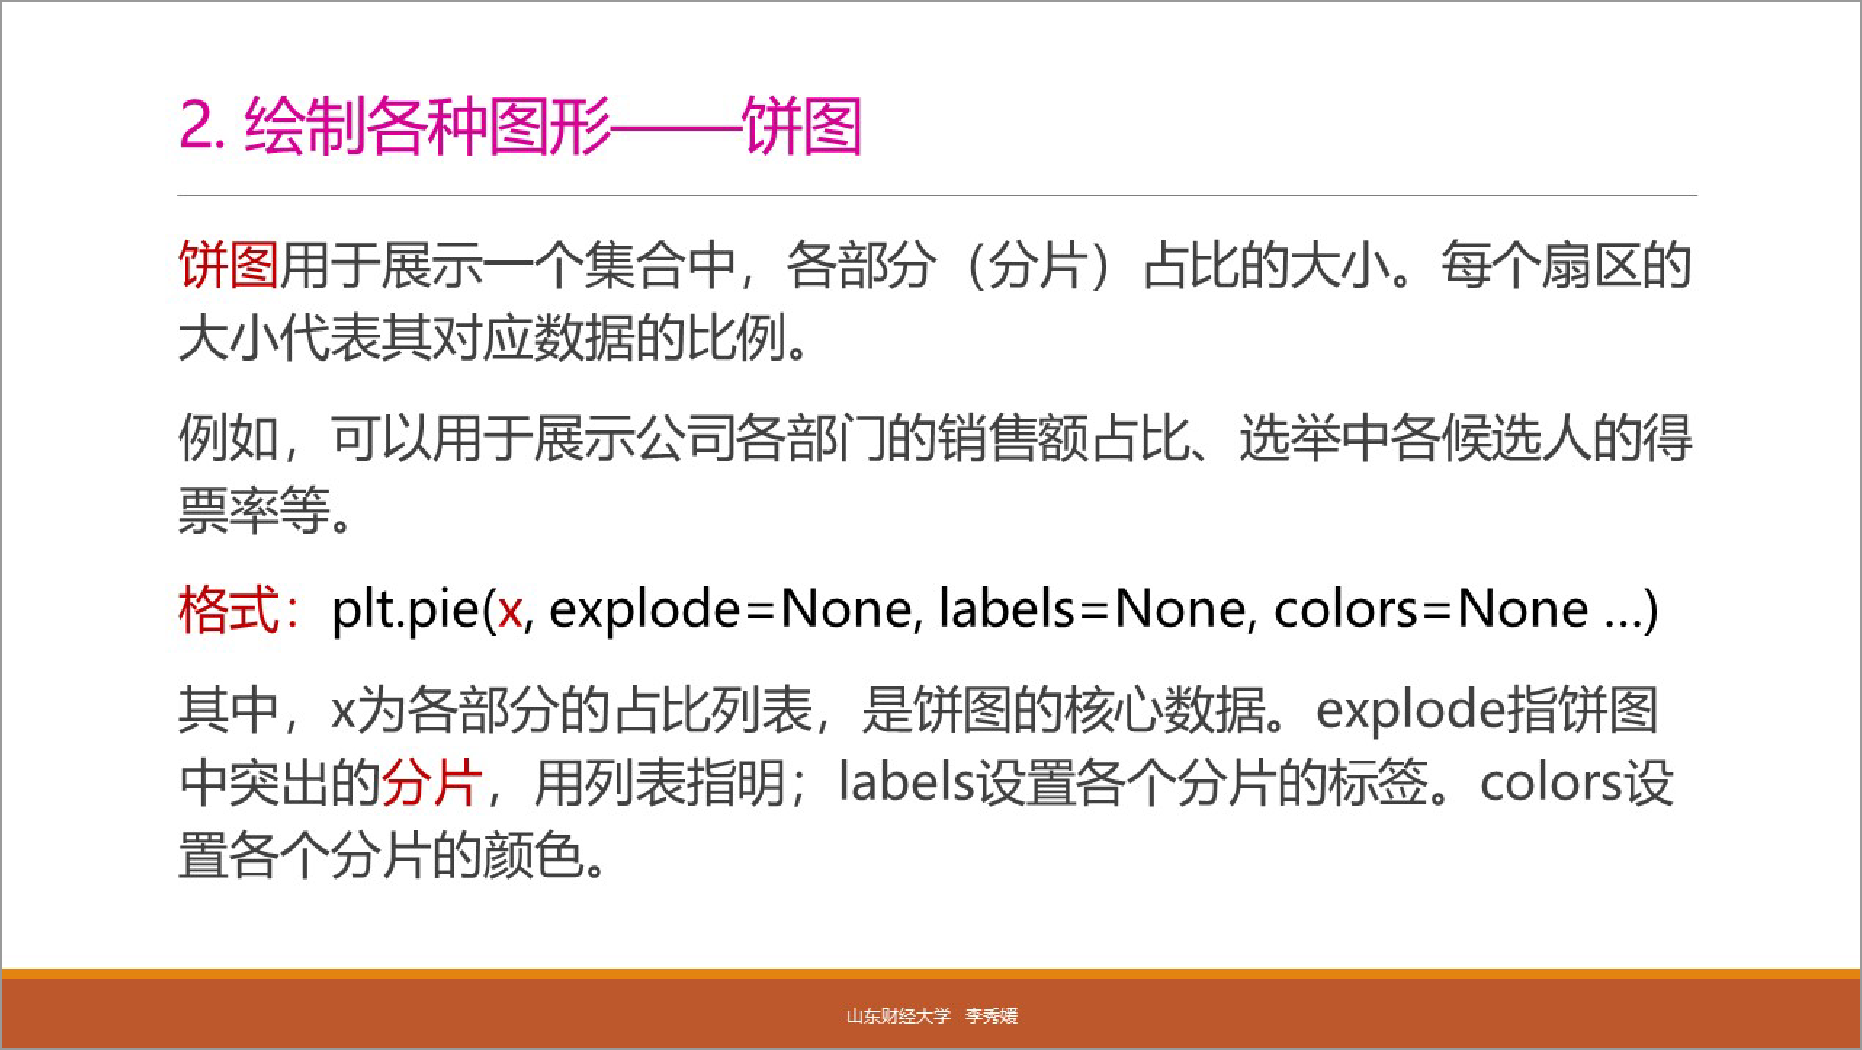 2. 绘制各种图形——饼图
饼图用于展示一个集合中，各部分（分片）占比的大小。每个扇区的
大小代表其对应数据的比例。
例如，可以用于展示公司各部门的销售额占比、选举中各候选人的得
票率等。
格式：plt.pie(x, explode=None, labels=None, colors=None ...)
其中，x为各部分的占比列表，是饼图的核心数据。explode指饼图
中突出的分片，用列表指明；labels设置各个分片的标签。colors设
置各个分片的颜色。
山东财经大学 李秀媛